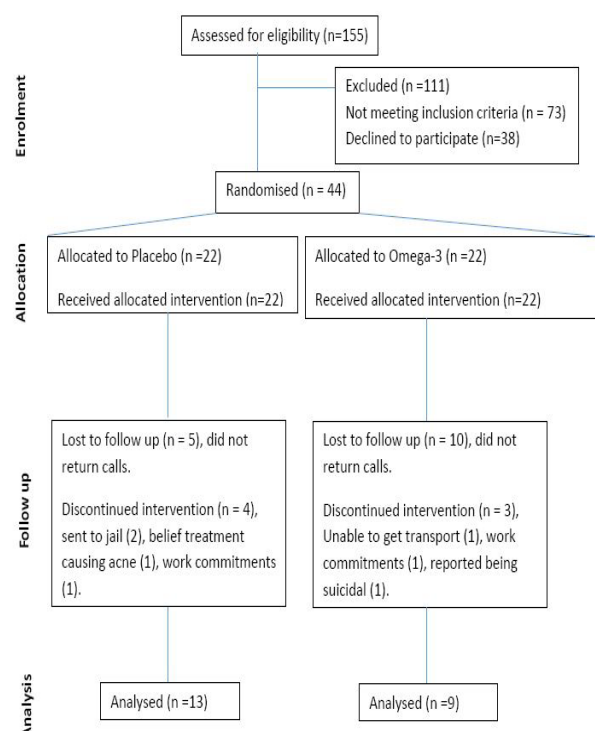 Assessed for eligibility (n=155)
Enrolment
Excluded (n =111)
Not meeting inclusion criteria (n = 73)
Declined to participate (n=38)
Randomised (n = 44)
Allocation
Allocated to Placebo (n =22)
Received allocated intervention (n=22)
Allocated to Omega-3 (n =22)
Received allocated intervention (n=22)
Follow up
Lost to follow up (n = 5), did not
return calls.
Discontinued intervention (n = 4),
sent to jail (2), belief treatment
causing acne (1), work commitments
(1).
Lost to follow up (n = 10), did not
return calls.
Discontinued intervention (n = 3),
Unable to get transport (1), work
commitments (1), reported being
suicidal (1).
Analysis
Analysed (n =13)
Analysed (n =9)